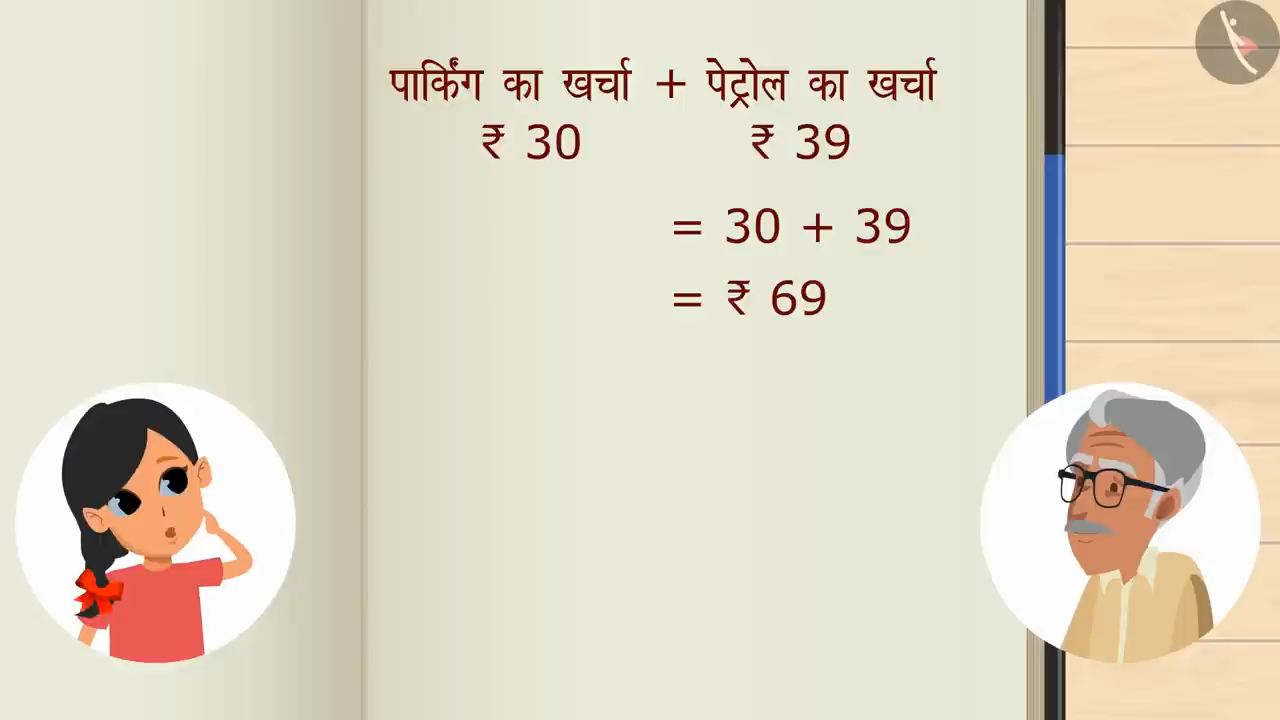 पार्किंग का खर्चा + पेट्रोल का खर्चा
₹ 30 ₹ 39
= 30 + 39
= ₹ 69